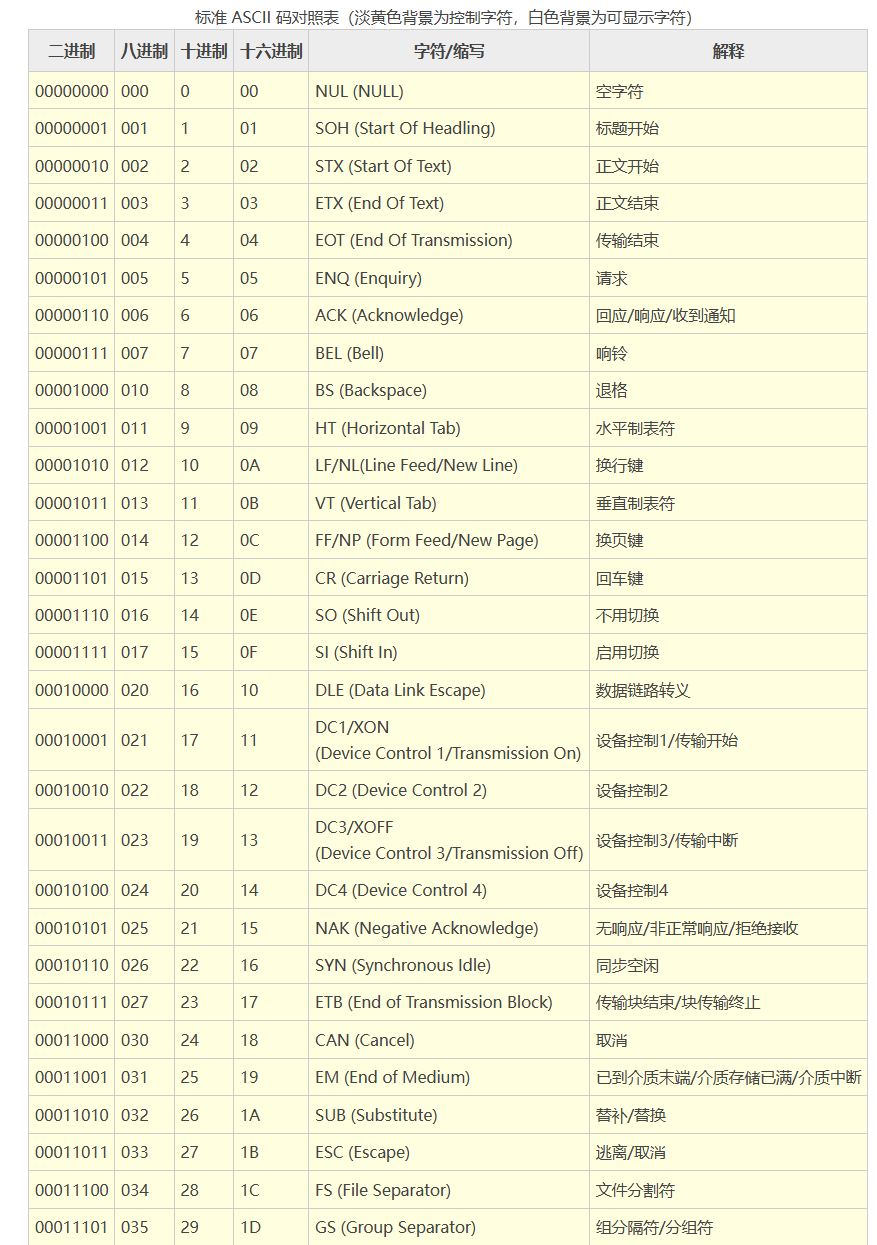 标准 ASCII 码对照表（淡黄色背景为控制字符，白色背景为可显示字符）
二进制 八进制 十进制 十六进制 字符/缩写 解释
00000000 000 0 00 NUL (NULL) 空字符
00000001 001 1 01 SOH (Start Of Headling) 标题开始
00000010 002 2 02 STX (Start Of Text) 正文开始
00000011 003 3 03 ETX (End Of Text) 正文结束
00000100 004 4 04 EOT (End Of Transmission) 传输结束
00000101 005 5 05 ENQ (Enquiry) 请求
00000110 006 6 06 ACK (Acknowledge) 回应/响应/收到通知
00000111 007 7 07 BEL (Bell) 响铃
00001000 010 8 08 BS (Backspace) 退格
00001001 011 9 09 HT (Horizontal Tab) 水平制表符
00001010 012 10 0A LF/NL(Line Feed/New Line) 换行键
00001011 013 11 0B VT (Vertical Tab) 垂直制表符
00001100 014 12 0C FF/NP (Form Feed/New Page) 换页键
00001101 015 13 0D CR (Carriage Return) 回车键
00001110 016 14 0E SO (Shift Out) 不用切换
00001111 017 15 0F SI (Shift In) 启用切换
00010000 020 16 10 DLE (Data Link Escape) 数据链路转义
00010001 021 17 11 DC1/XON
(Device Control 1/Transmission On) 设备控制1/传输开始
00010010 022 18 12 DC2 (Device Control 2) 设备控制2
00010011 023 19 13 DC3/XOFF
(Device Control 3/Transmission Off) 设备控制3/传输中断
00010100 024 20 14 DC4 (Device Control 4) 设备控制4
00010101 025 21 15 NAK (Negative Acknowledge) 无响应/非正常响应/拒绝接收
00010110 026 22 16 SYN (Synchronous Idle) 同步空闲
00010111 027 23 17 ETB (End of Transmission Block) 传输块结束/块传输终止
00011000 030 24 18 CAN (Cancel) 取消
00011001 031 25 19 EM (End of Medium) 已到介质末端/介质存储已满/介质中断
00011010 032 26 1A SUB (Substitute) 替补/替换
00011011 033 27 1B ESC (Escape) 逃离/取消
00011100 034 28 1C FS (File Separator) 文件分割符
00011101 035 29 1D GS (Group Separator) 组分隔符/分组符